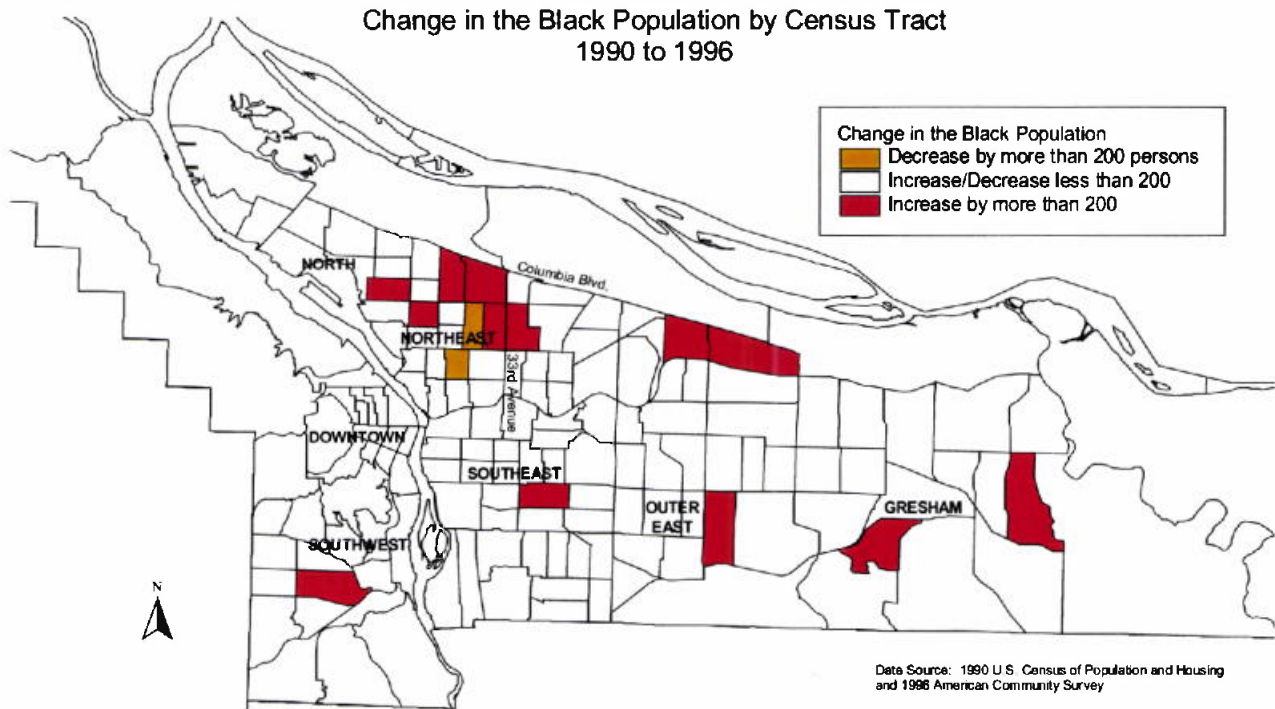 Change in the Black Population by Census Tract
1990 to 1996
Change in the Black Population
Decrease by more than 200 persons
Increase/Decrease less than 200
Increase by more than 200
Columbia Blvd.
NORTH
NORTHEAST
33rd Avenue
DOWNTOWN
SOUTHEAST
OUTER
EAST
GRESHAM
SOUTHWEST
N
Data Source: 1990 U.S. Census of Population and Housing
and 1996 American Community Survey